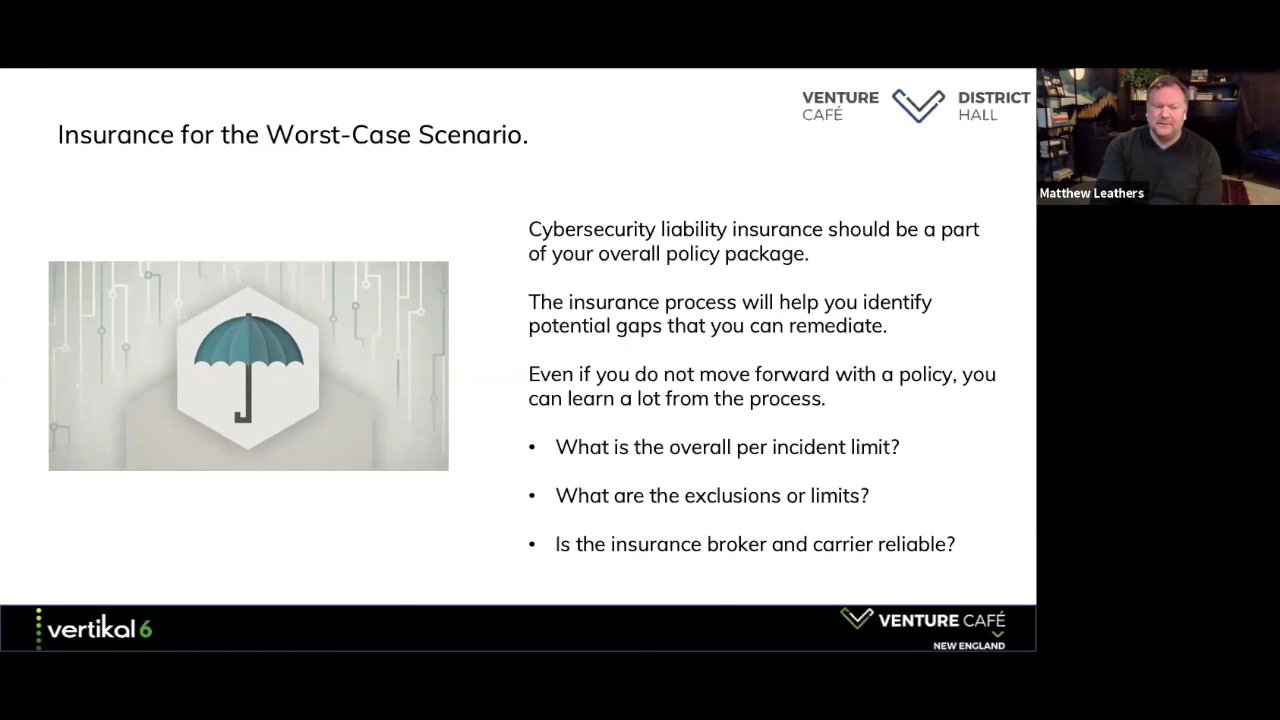 VENTURE
CAFÉ
DISTRICT
HALL
Insurance for the Worst-Case Scenario.
Matthew Leathers
Cybersecurity liability insurance should be a part
of your overall policy package.
The insurance process will help you identify
potential gaps that you can remediate.
Even if you do not move forward with a policy, you
can learn a lot from the process.
• What is the overall per incident limit?
• What are the exclusions or limits?
• Is the insurance broker and carrier reliable?
vertikal6
VENTURE CAFÉ
NEW ENGLAND